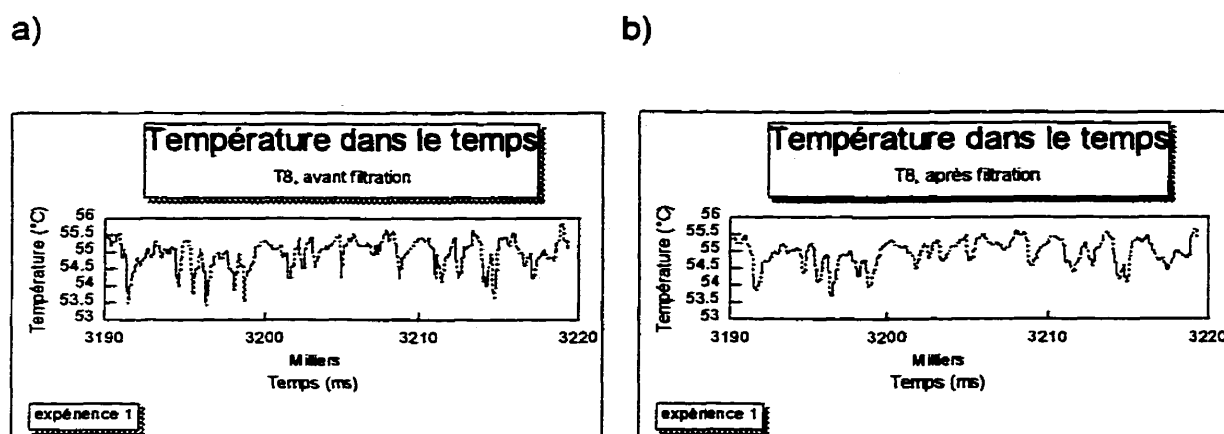 a)
b)
Température dans le temps
T8, avant filtration
Température (°C)
56
55.5
55
54.5
54
53.5
53
3190
3200
3210
3220
Milliers
Temps (ms)
expérience 1
Température dans le temps
T8, après filtration
Température (°C)
56
55.5
55
54.5
54
53.5
53
3190
3200
3210
3220
Milliers
Temps (ms)
expérience 1